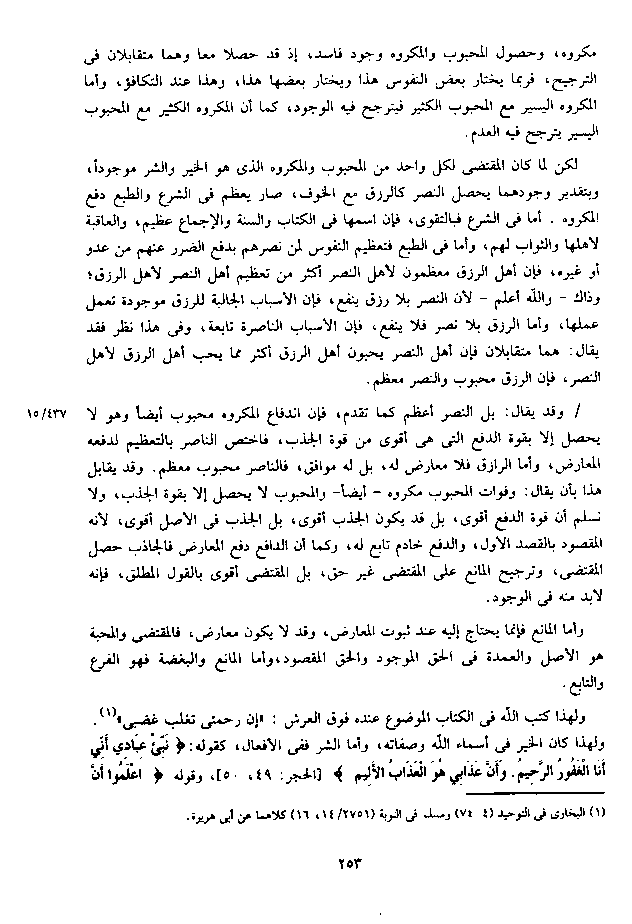 مكروه، وحصول المحبوب والمكروه وجود فاسد، إذ قد حصلا معا وهما متقابلان فى
الترجيح، فربما يختار بعض النفوس هذا ويختار بعضها هذا، وهذا عند التكافؤ، وأما
المكروه اليسير مع المحبوب الكثير فيترجح فيه الوجود، كما أن المكروه الكثير مع المحبوب
اليسير يترجح فيه العدم.
لكن لما كان المقتضى لكل واحد من المحبوب والمكروه الذى هو الخير والشر موجوداً،
وبتقدير وجودهما يحصل النصر كالرزق مع الخوف، صار يعظم فى الشرع والطبع دفع
المكروه . أما فى الشرع فبالتقوى، فإن اسمها فى الكتاب والسنة والإجماع عظيم، والعاقبة
لأهلها والثواب لهم، وأما فى الطبع فتعظيم النفوس لمن نصرهم بدفع الضرر عنهم من عدو
أو غيره، فإن أهل الرزق معظمون لأهل النصر أكثر من تعظيم أهل النصر لأهل الرزق؛
وذاك - والله أعلم - لأن النصر بلا رزق ينفع، فإن الأسباب الجالبة للرزق موجودة تعمل
عملها، وأما الرزق بلا نصر فلا ينفع، فإن الأسباب الناصرة تابعة، وفى هذا نظر فقد
يقال: هما متقابلان فإن أهل النصر يحبون أهل الرزق أكثر مما يحب أهل الرزق لأهل
النصر، فإن الرزق محبوب والنصر معظم.
/ وقد يقال: بل النصر أعظم كما تقدم، فإن اندفاع المكروه محبوب أيضاً وهو لا ١٥/٤٣٧
يحصل إلا بقوة الدفع التى هى أقوى من قوة الجذب، فاختص الناصر بالتعظيم لدفعه
المعارض، وأما الرازق فلا معارض له، بل له موافق، فالناصر محبوب معظم. وقد يقابل
هذا بأن يقال: وفوات المحبوب مكروه - أيضاً- والمحبوب لا يحصل إلا بقوة الجذب، ولا
نسلم أن قوة الدفع أقوى، بل قد يكون الجذب أقوى، بل الجذب فى الأصل أقوى، لأنه
المقصود بالقصد الأول، والدفع خادم تابع له، وكما أن الدافع دفع المعارض فالجاذب حصل
المقتضى، وترجيح المانع على المقتضى غير حق، بل المقتضى أقوى بالقول المطلق، فإنه
لابد منه فى الوجود.
وأما المانع فإنما يحتاج إليه عند ثبوت المعارض، وقد لا يكون معارض، فالمقتضى والمحبة
هو الأصل والعمدة فى الحق الموجود والحق المقصود،وأما المانع والبغضة فهو الفرع
والتابع.
ولهذا كتب الله فى الكتاب الموضوع عنده فوق العرش : «إن رحمتى تغلب غضبى»(١) .
ولهذا كان الخير فى أسماء الله وصفاته، وأما الشر ففى الأفعال، كقوله: ﴿ نَبِّئْ عِبَادِي أَنِّي
أَنَا الْغَفُورُ الرَّحِيمُ. وَأَنَّ عَذَابِي هُوَ الْعَذَابُ الأَلِيمُ ﴾ [الحجر: ٤٩، ٥٠]، وقوله ﴿ اعْلَمُوا أَنَّ
(١) البخارى فى التوحيد (٧٤٠٤) ومسلم فى التوبة (١٤/٢٧٥١، ١٦) كلاهما عن أبى هريرة.
٢٥٣